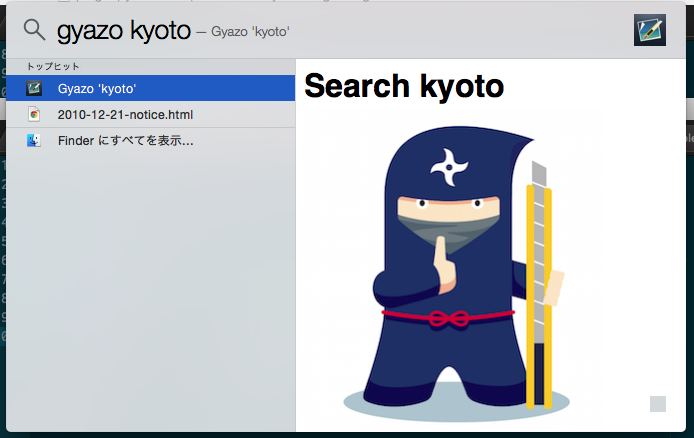 gyazo kyoto — Gyazo 'kyoto'
トップヒット
Gyazo 'kyoto'
2010-12-21-notice.html
Finder にすべてを表示...
Search kyoto